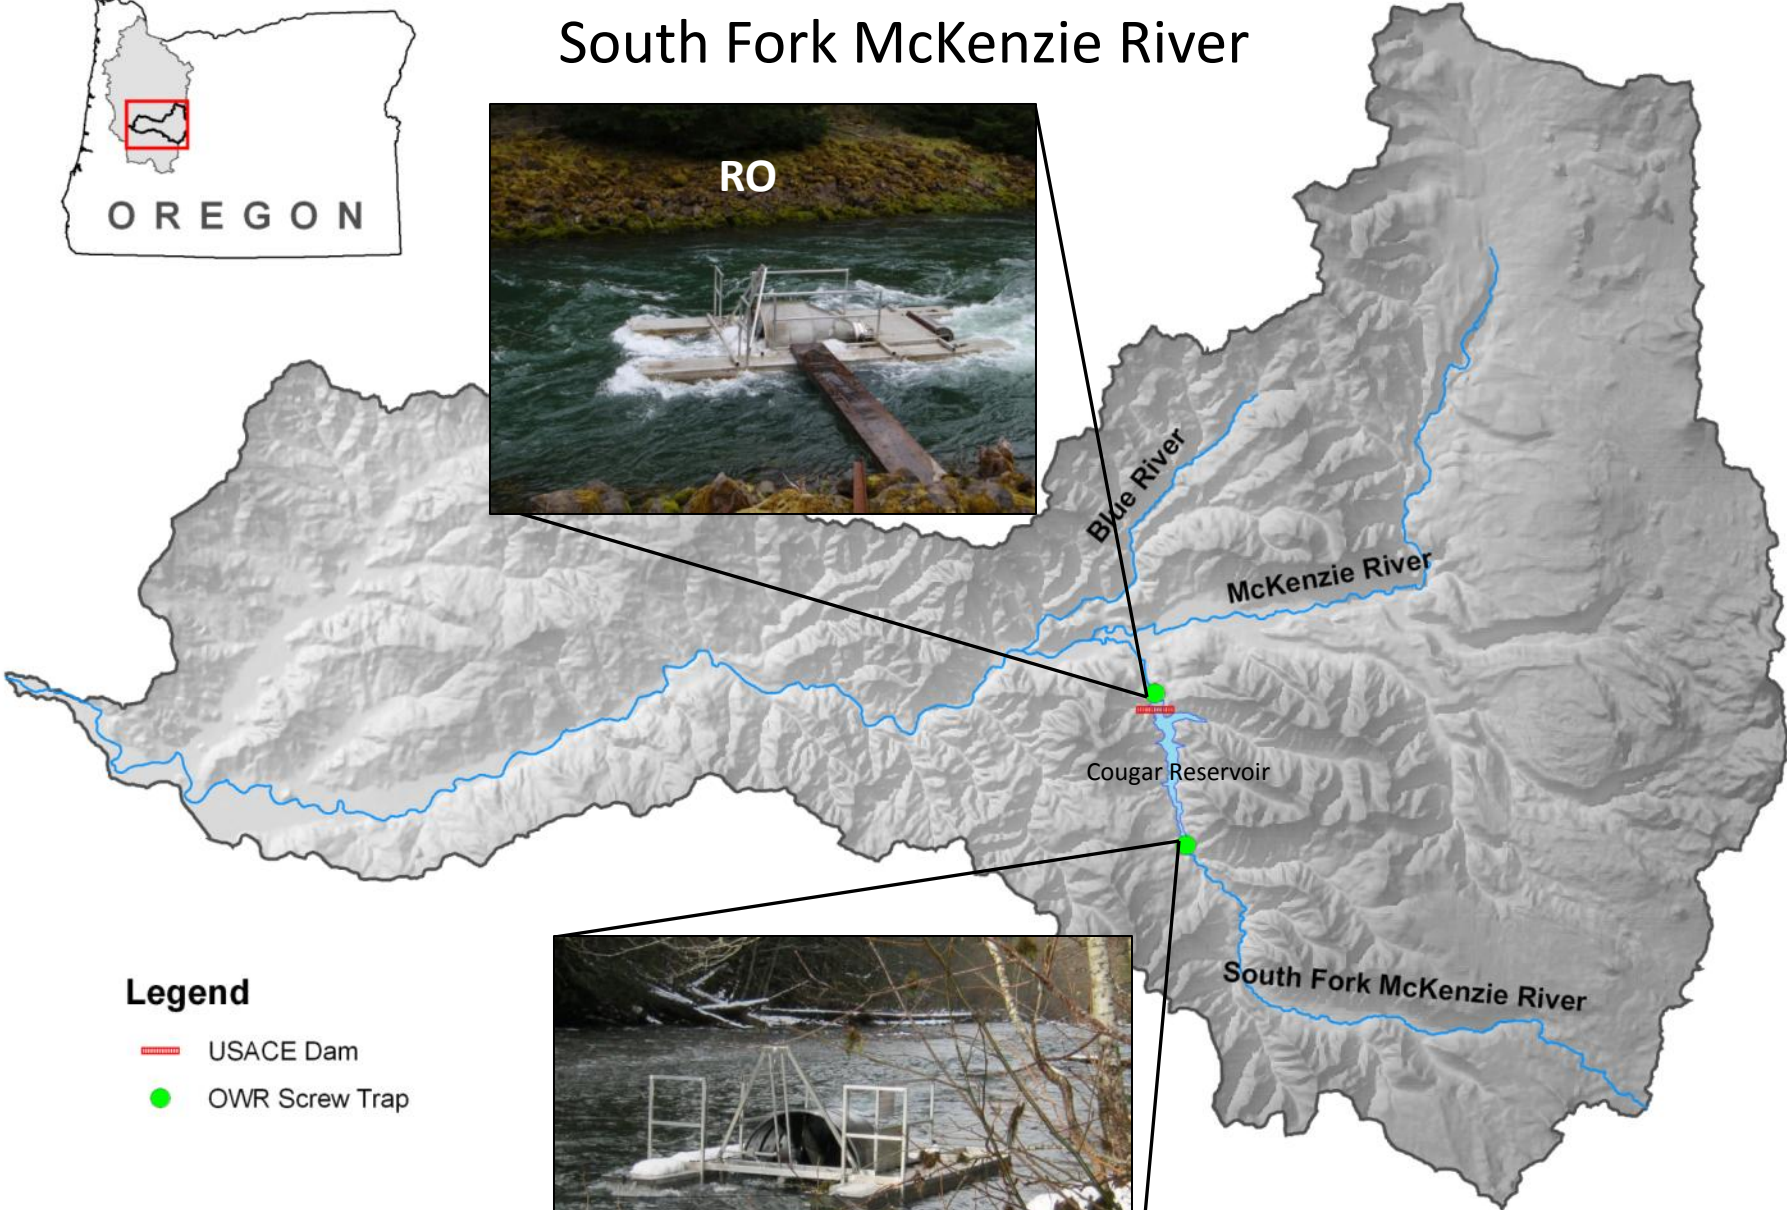 South Fork McKenzie River
OREGON
RO
Blue River
McKenzie River
Cougar Reservoir
South Fork McKenzie River
Legend
USACE Dam
OWR Screw Trap